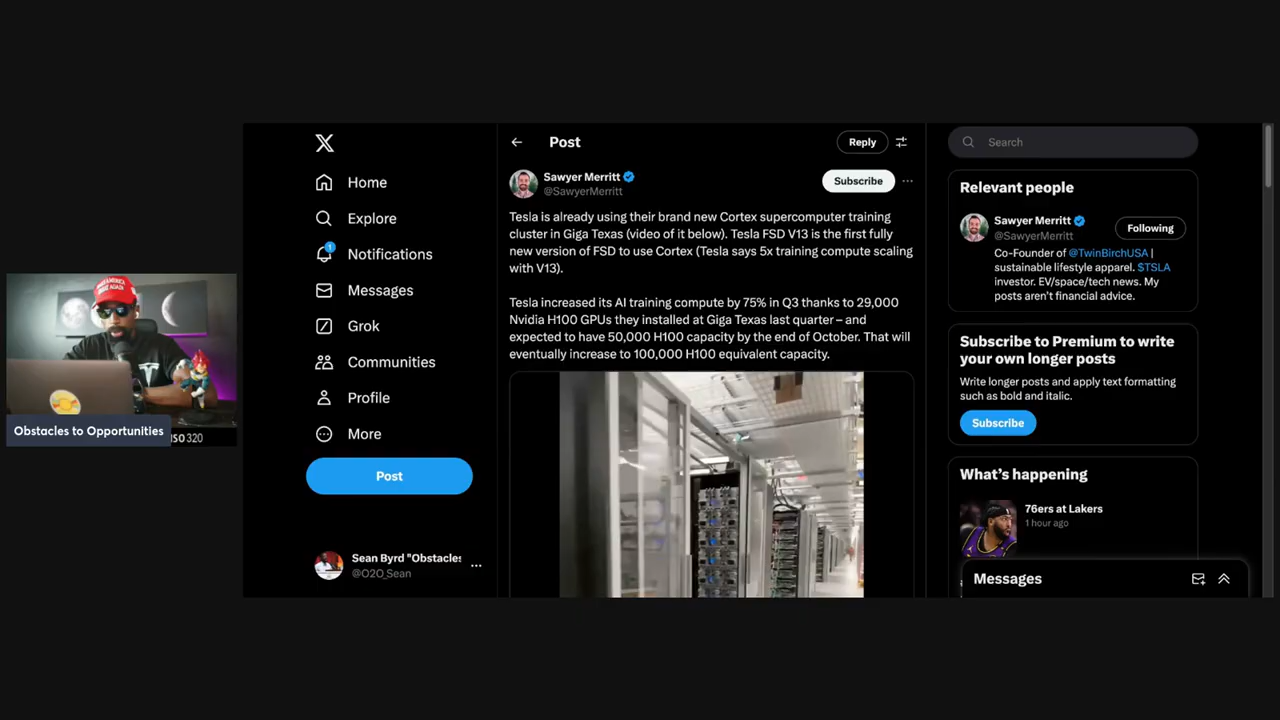 Post
Reply
Search
Sawyer Merritt
@SawyerMerritt
Subscribe
Tesla is already using their brand new Cortex supercomputer training
cluster in Giga Texas (video of it below). Tesla FSD V13 is the first fully
new version of FSD to use Cortex (Tesla says 5x training compute scaling
with V13).
Tesla increased its AI training compute by 75% in Q3 thanks to 29,000
Nvidia H100 GPUs they installed at Giga Texas last quarter – and
expected to have 50,000 H100 capacity by the end of October. That will
eventually increase to 100,000 H100 equivalent capacity.
Home
Explore
1
Notifications
Messages
Grok
Communities
Profile
More
Post
Sean Byrd "Obstacles
@O2O_Sean
Relevant people
Sawyer Merritt
@SawyerMerritt
Following
Co-Founder of @TwinBirchUSA |
sustainable lifestyle apparel. $TSLA
investor. EV/space/tech news. My
posts aren't financial advice.
Subscribe to Premium to write
your own longer posts
Write longer posts and apply text formatting
such as bold and italic.
Subscribe
What's happening
76ers at Lakers
1 hour ago
Messages
Obstacles to Opportunities
ISO 320